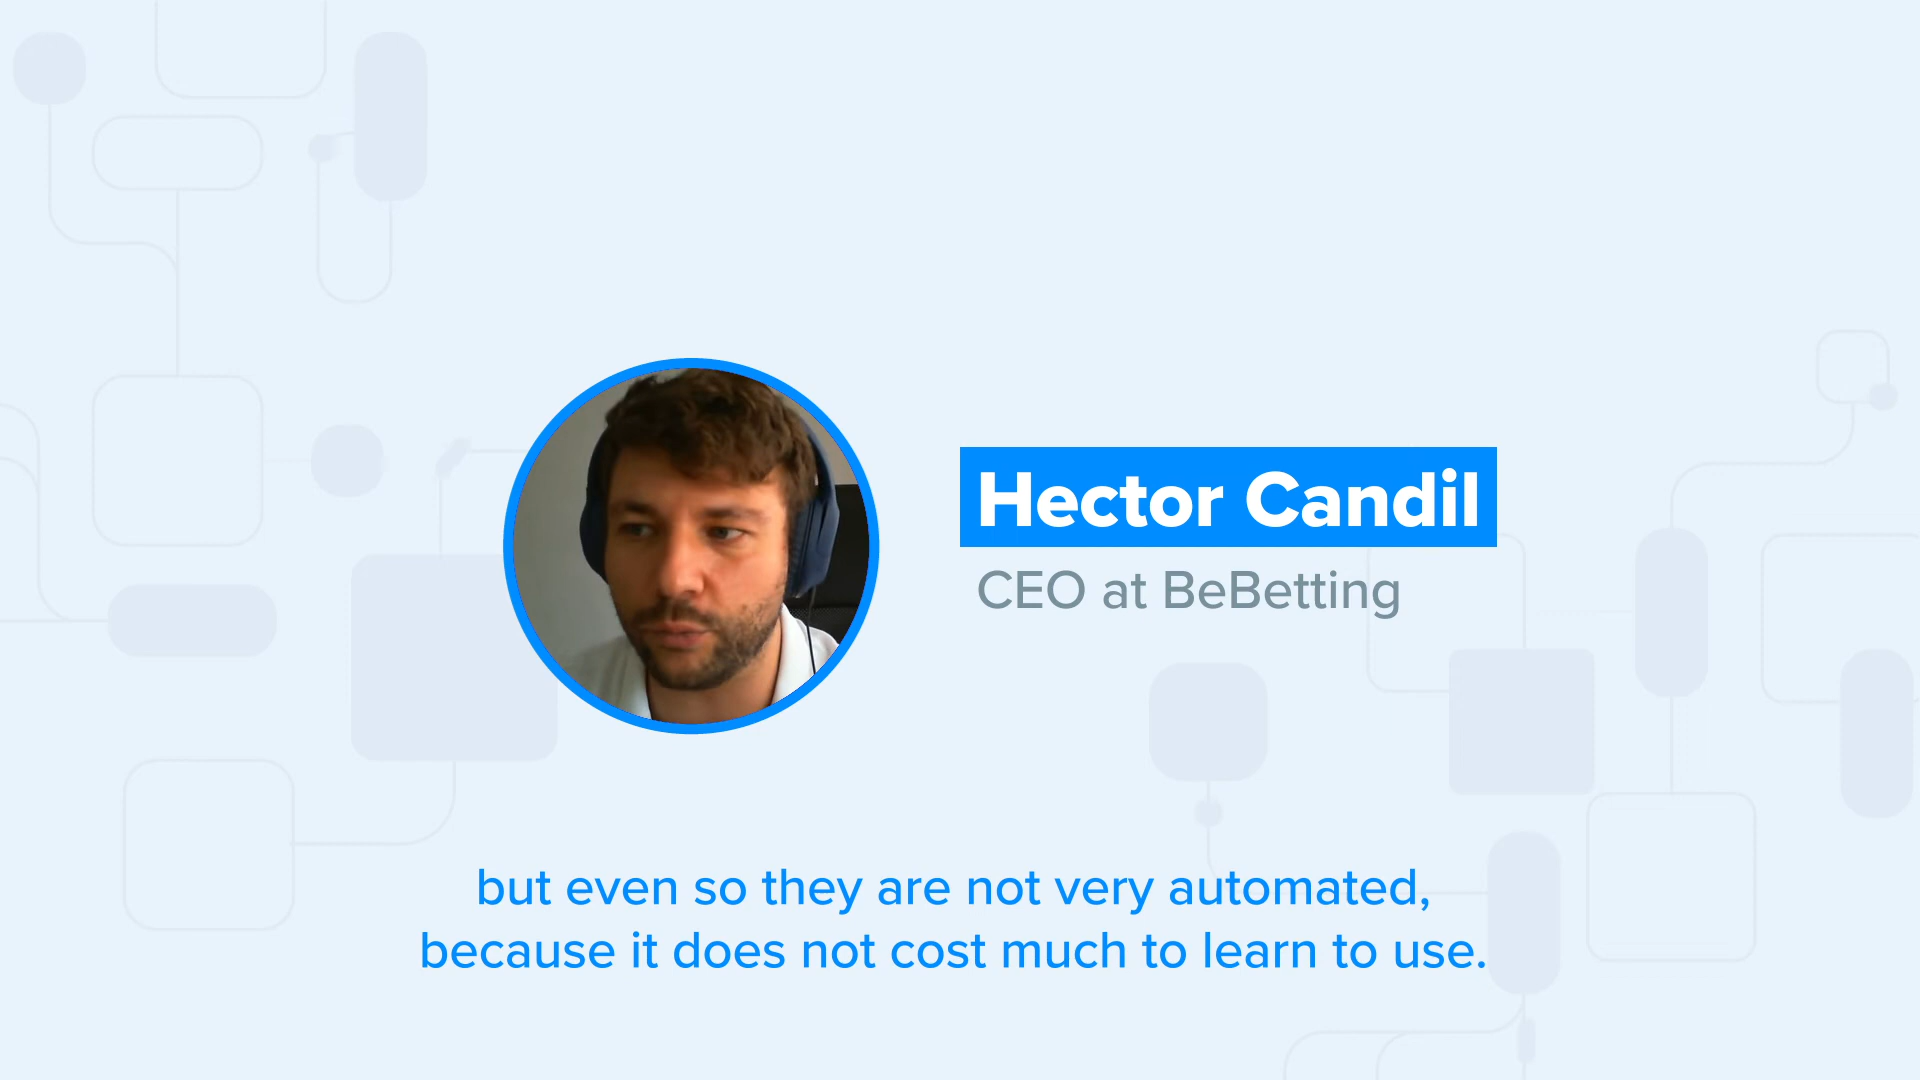 Hector Candil
CEO at BeBetting
but even so they are not very automated,
because it does not cost much to learn to use.